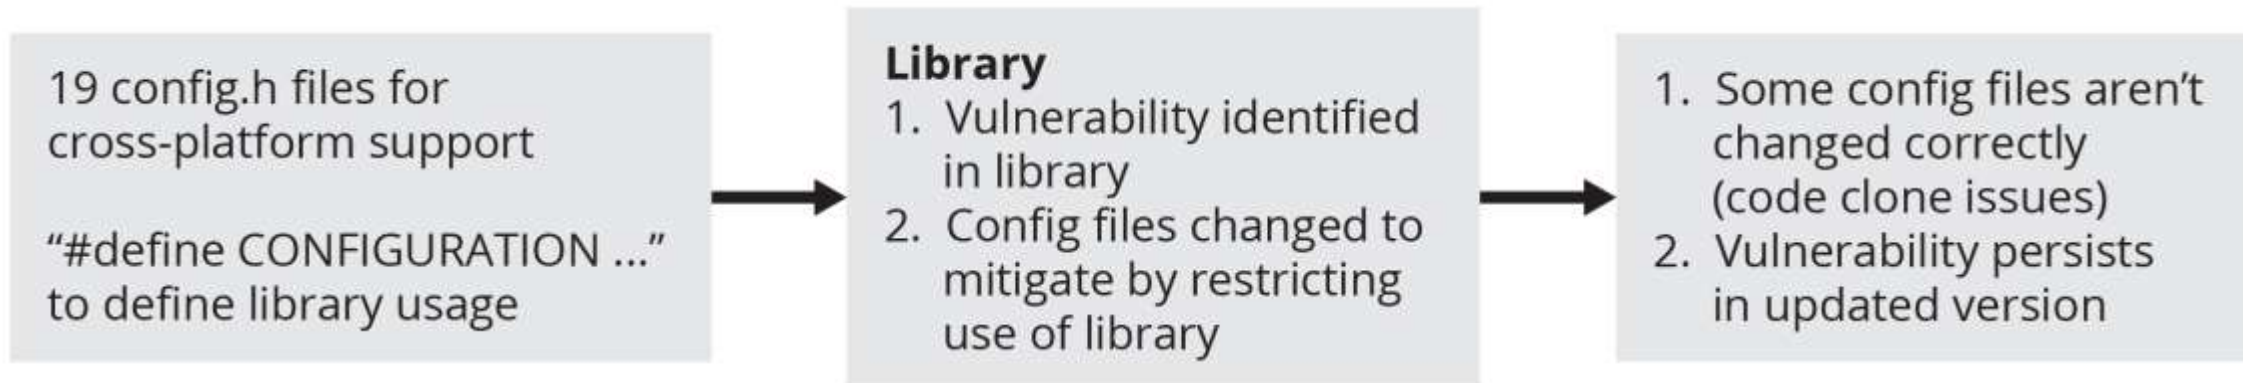 19 config.h files for
cross-platform support
“#define CONFIGURATION ...”
to define library usage
Library
1. Vulnerability identified
in library
2. Config files changed to
mitigate by restricting
use of library
1. Some config files aren’t
changed correctly
(code clone issues)
2. Vulnerability persists
in updated version